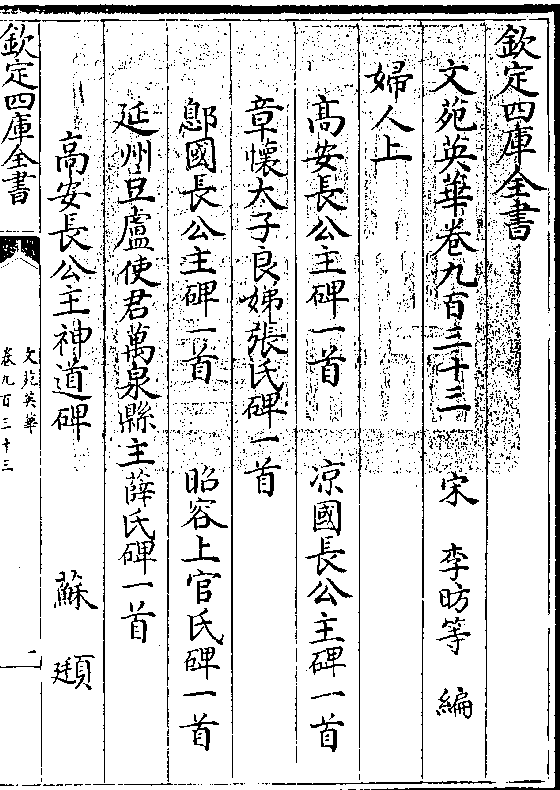 欽定四庫全書
文苑英華卷九百三十三 宋 李昉等 編
婦人上
髙安長公主碑一首 涼國長公主碑一首
章懷太子良娣張氏碑一首
鄎國長公主碑一首 昭容上官氏碑一首
延州豆盧使君萬泉縣主薛氏碑一首
髙安長公主神道碑 蘇頲
欽定四庫全書
文苑英華
卷九百三十三
一